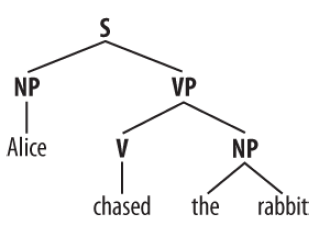 S
NP VP
Alice V NP
chased the rabbit